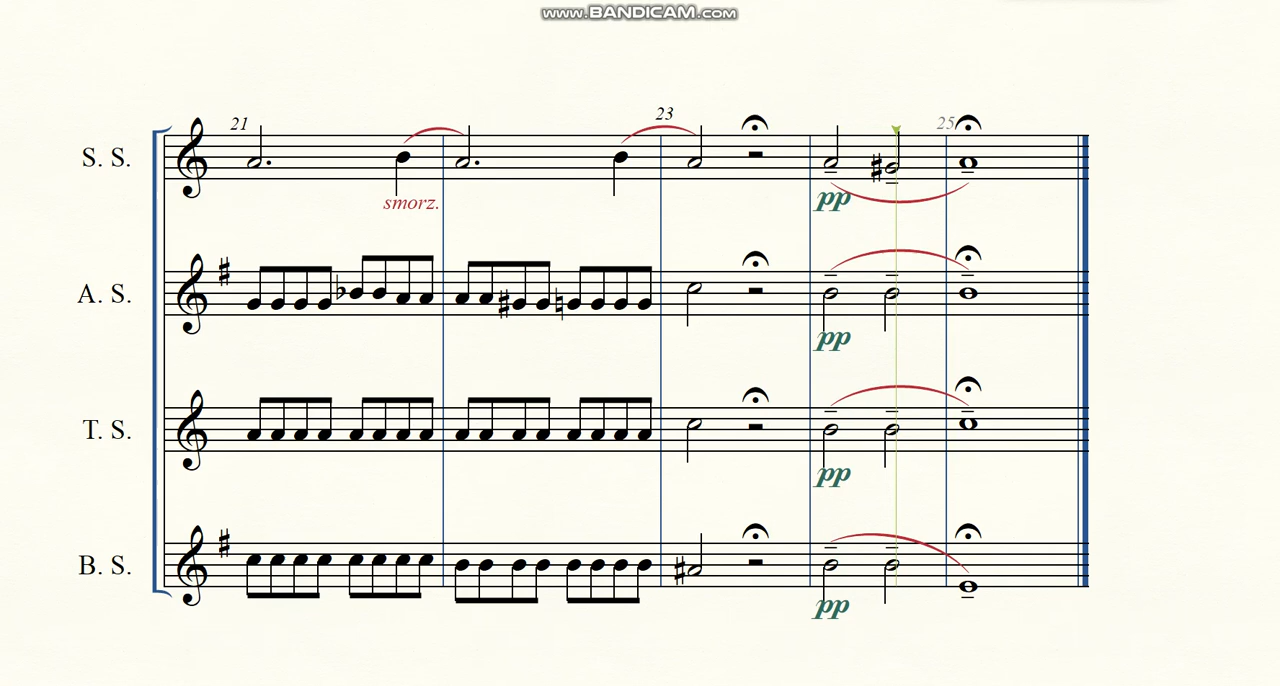 www.BANDICAM.com
21
23
25
S. S.
smorz.
pp
A. S.
pp
T. S.
pp
B. S.
pp